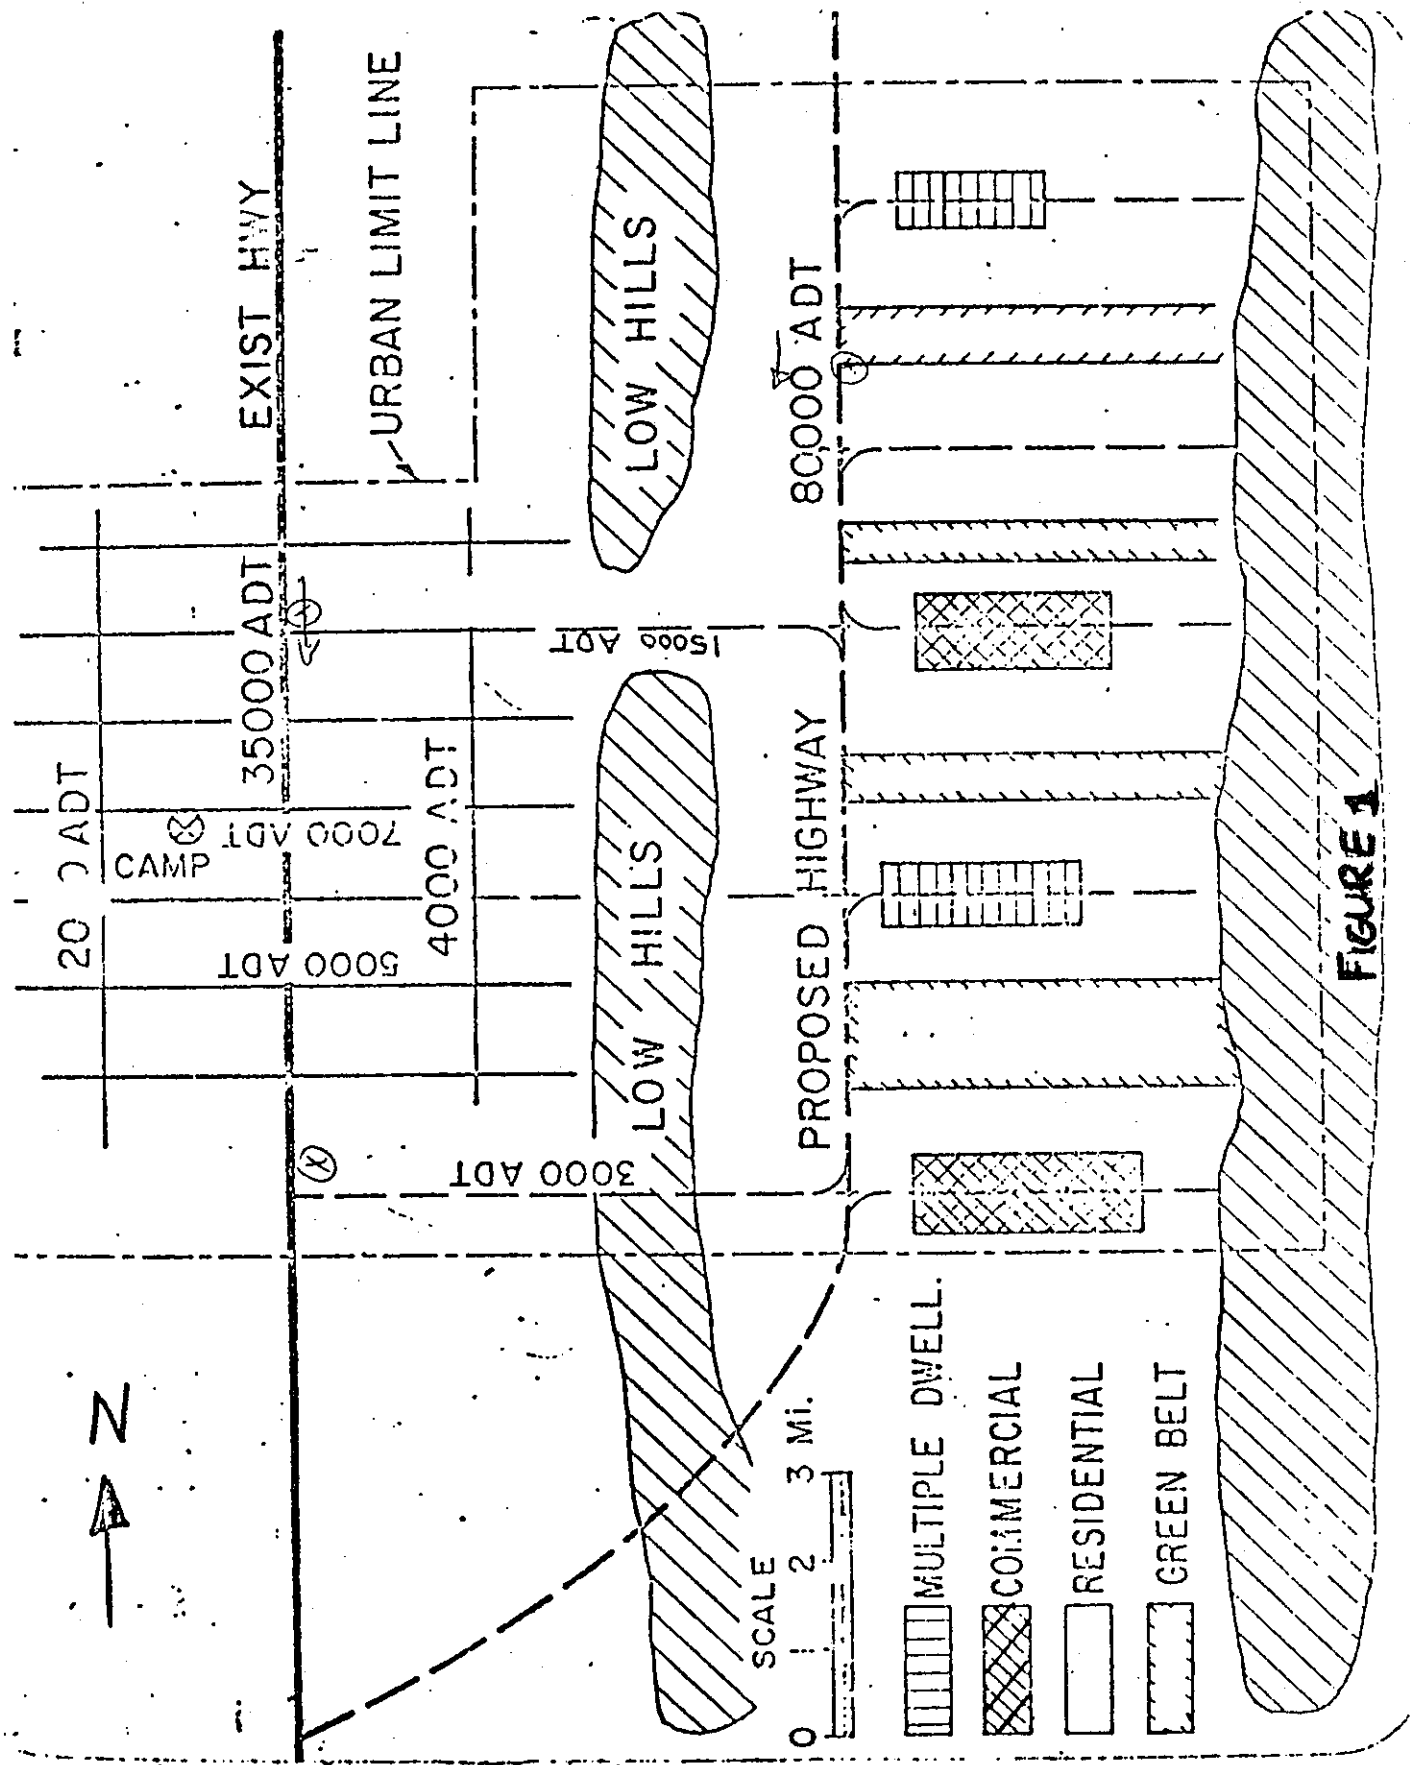 EXIST HWY
URBAN LIMIT LINE
35000 ADT
20 ADT
7000 ADT
CAMP
4000 ADT
5000 ADT
3000 ADT
15000 ADT
LOW HILLS
LOW HILLS
80,000 ADT
PROPOSED HIGHWAY
N
SCALE
0 1 2 3 Mi.
MULTIPLE DWELL.
COMMERCIAL
RESIDENTIAL
GREEN BELT
FIGURE 1